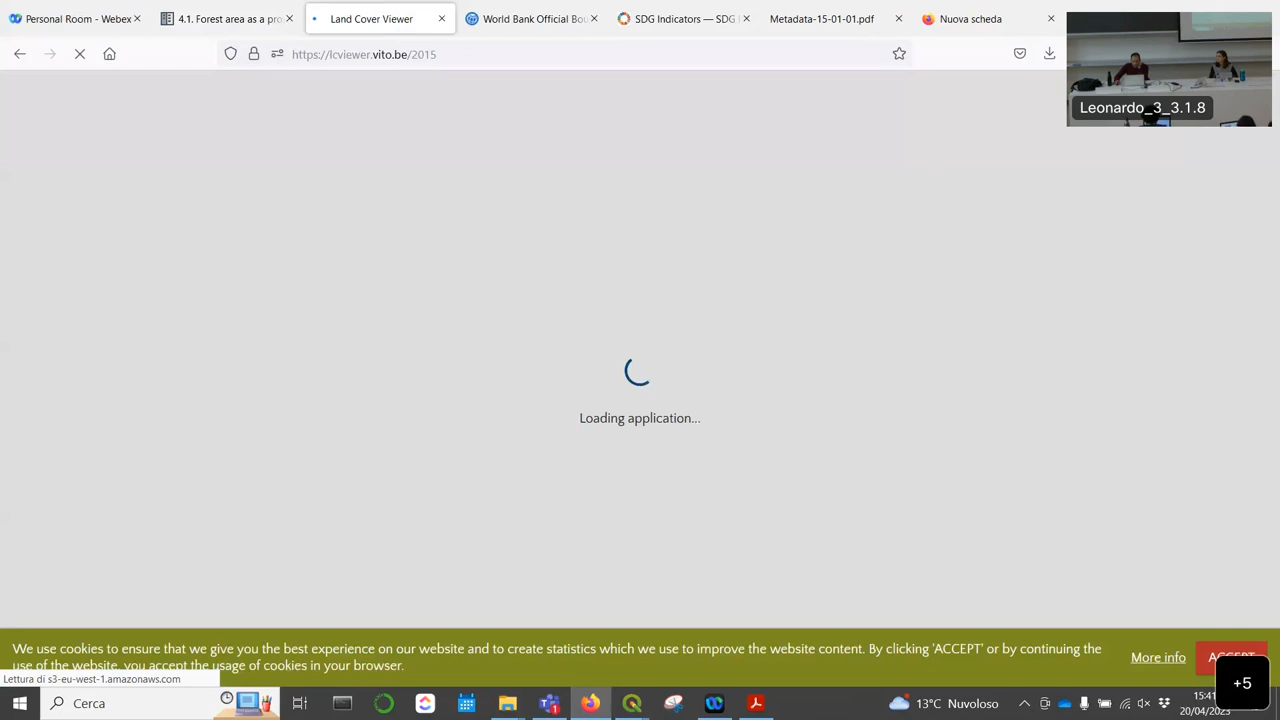 Personal Room - Webex
4.1. Forest area as a pro
Land Cover Viewer
World Bank Official Bou
SDG Indicators — SDG
Metadata-15-01-01.pdf
Nuova scheda
https://lcviewer.vito.be/2015
Leonardo_3_3.1.8
Loading application...
We use cookies to ensure that we give you the best experience on our website and to create statistics which we use to improve the website content. By clicking 'ACCEPT' or by continuing the
use of the website, you accept the usage of cookies in your browser.
More info
ACCEPT
Lettura di s3-eu-west-1.amazonaws.com
+5
Cerca
13°C Nuvoloso
15:41
20/04/2023